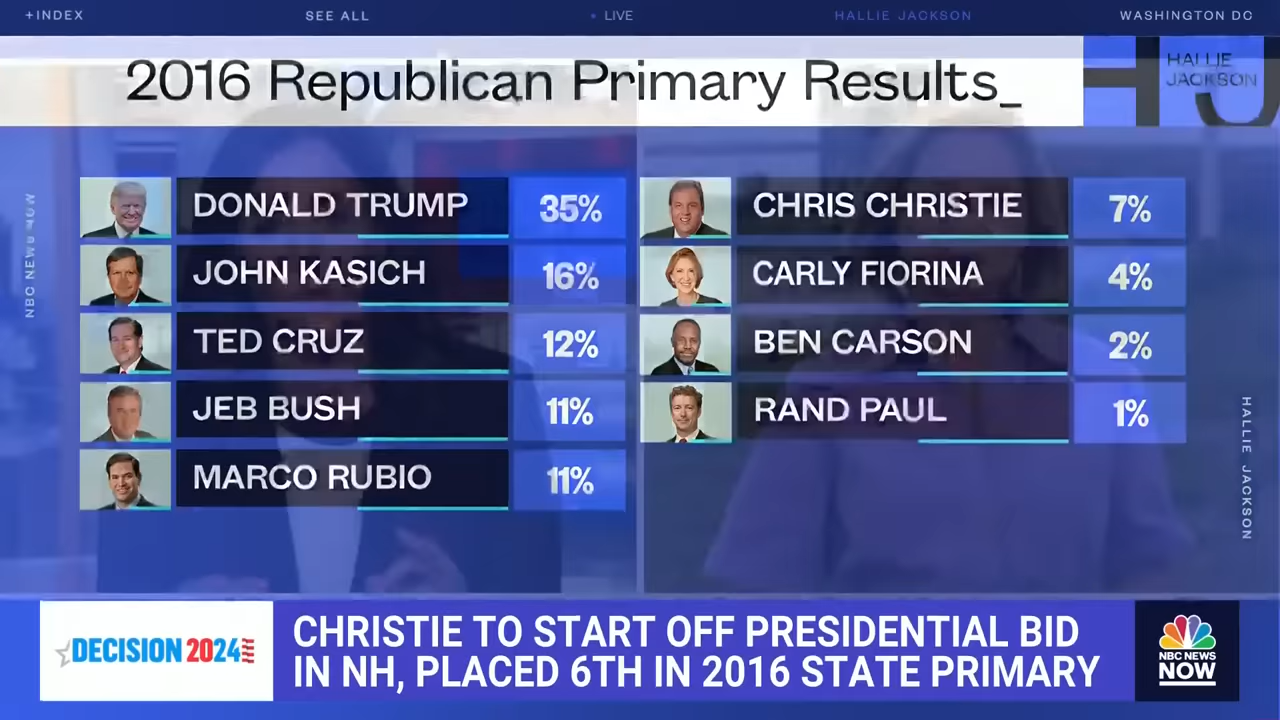 +INDEX
SEE ALL
• LIVE
HALLIE JACKSON
WASHINGTON DC
2016 Republican Primary Results_
HALLIE
JACKSON
HJ
NBC NEWS NOW
DONALD TRUMP 35%
JOHN KASICH 16%
TED CRUZ 12%
JEB BUSH 11%
MARCO RUBIO 11%
CHRIS CHRISTIE 7%
CARLY FIORINA 4%
BEN CARSON 2%
RAND PAUL 1%
HALLIE JACKSON
DECISION 2024
CHRISTIE TO START OFF PRESIDENTIAL BID
IN NH, PLACED 6TH IN 2016 STATE PRIMARY
NBC NEWS
NOW